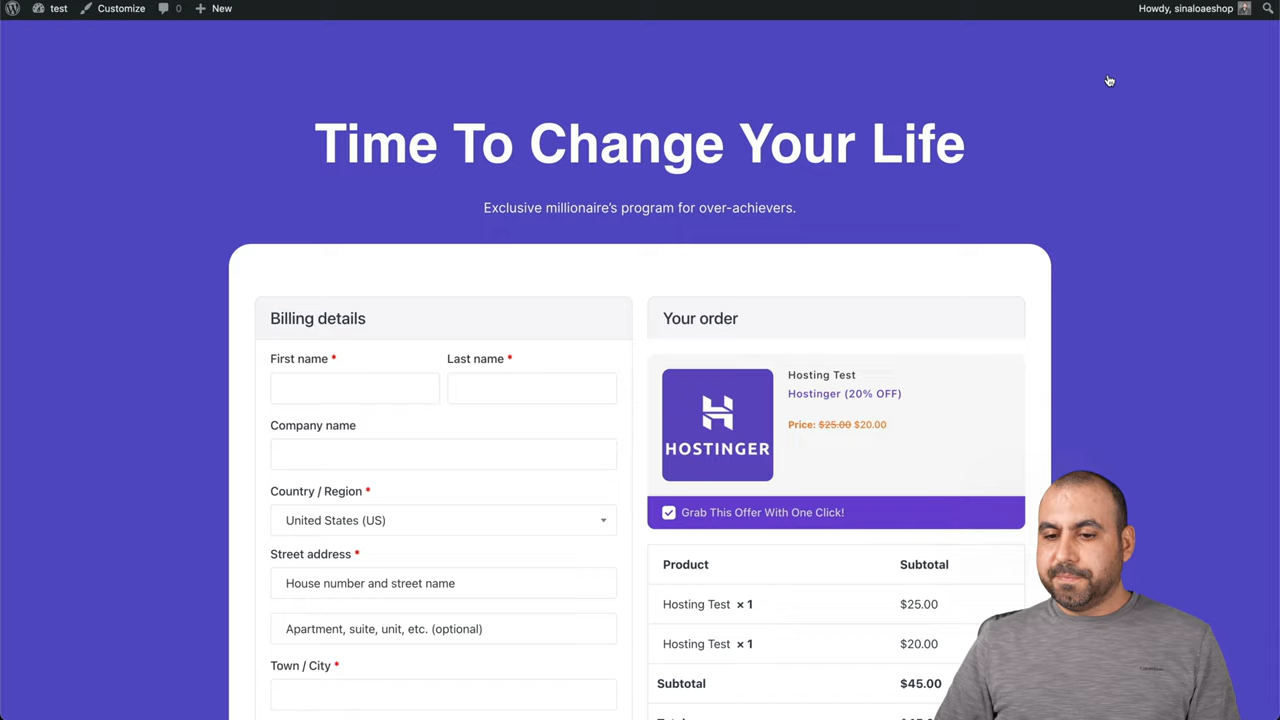 test Customize 0 New Howdy, sinaloaeshop
Time To Change Your Life
Exclusive millionaire’s program for over-achievers.
Billing details
First name * Last name *
Company name
Country / Region *
United States (US)
Street address *
House number and street name
Apartment, suite, unit, etc. (optional)
Town / City *
Your order
HOSTINGER
Hosting Test
Hostinger (20% OFF)
Price: $25.00 $20.00
Grab This Offer With One Click!
Product Subtotal
Hosting Test × 1 $25.00
Hosting Test × 1 $20.00
Subtotal $45.00